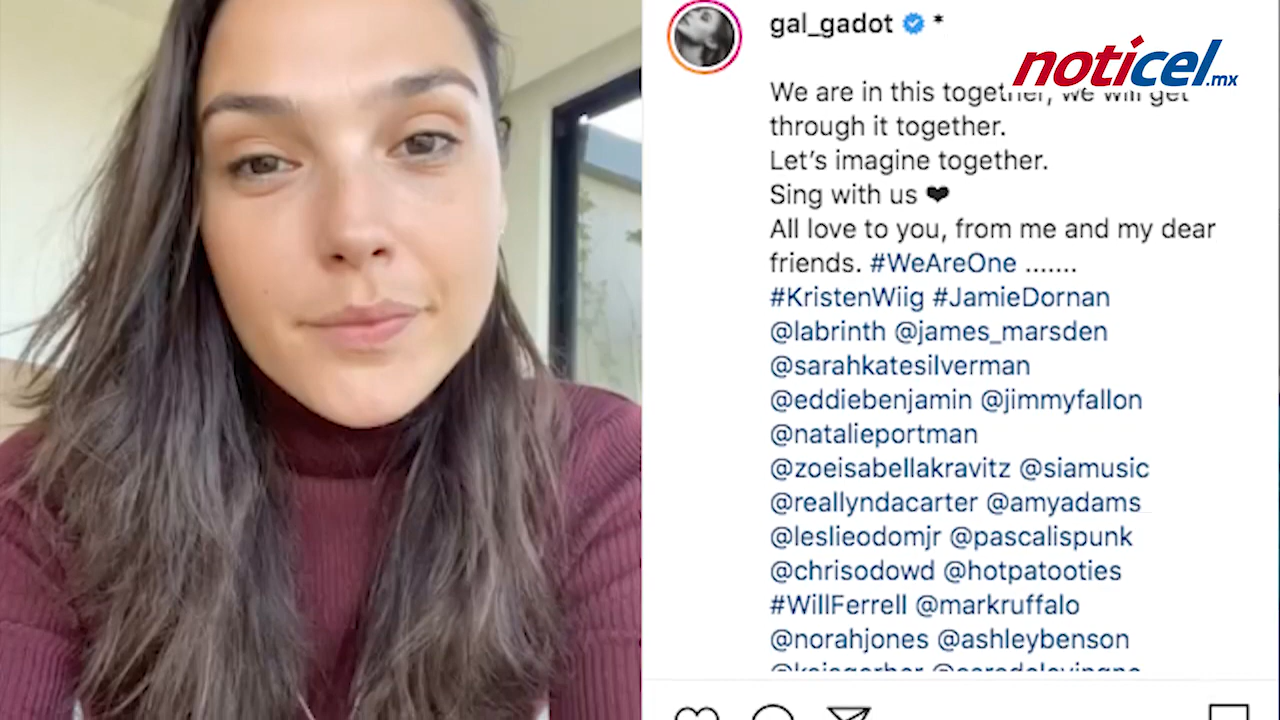 gal_gadot *
noticel.mx
We are in this together, we will get
through it together.
Let’s imagine together.
Sing with us ❤
All love to you, from me and my dear
friends. #WeAreOne .......
#KristenWiig #JamieDornan
@labrinth @james_marsden
@sarahkatesilverman
@eddiebenjamin @jimmyfallon
@natalieportman
@zoeisabellakravitz @siamusic
@reallyndacarter @amyadams
@leslieodomjr @pascalispunk
@chrisodowd @hotpatooties
#WillFerrell @markruffalo
@norahjones @ashleybenson